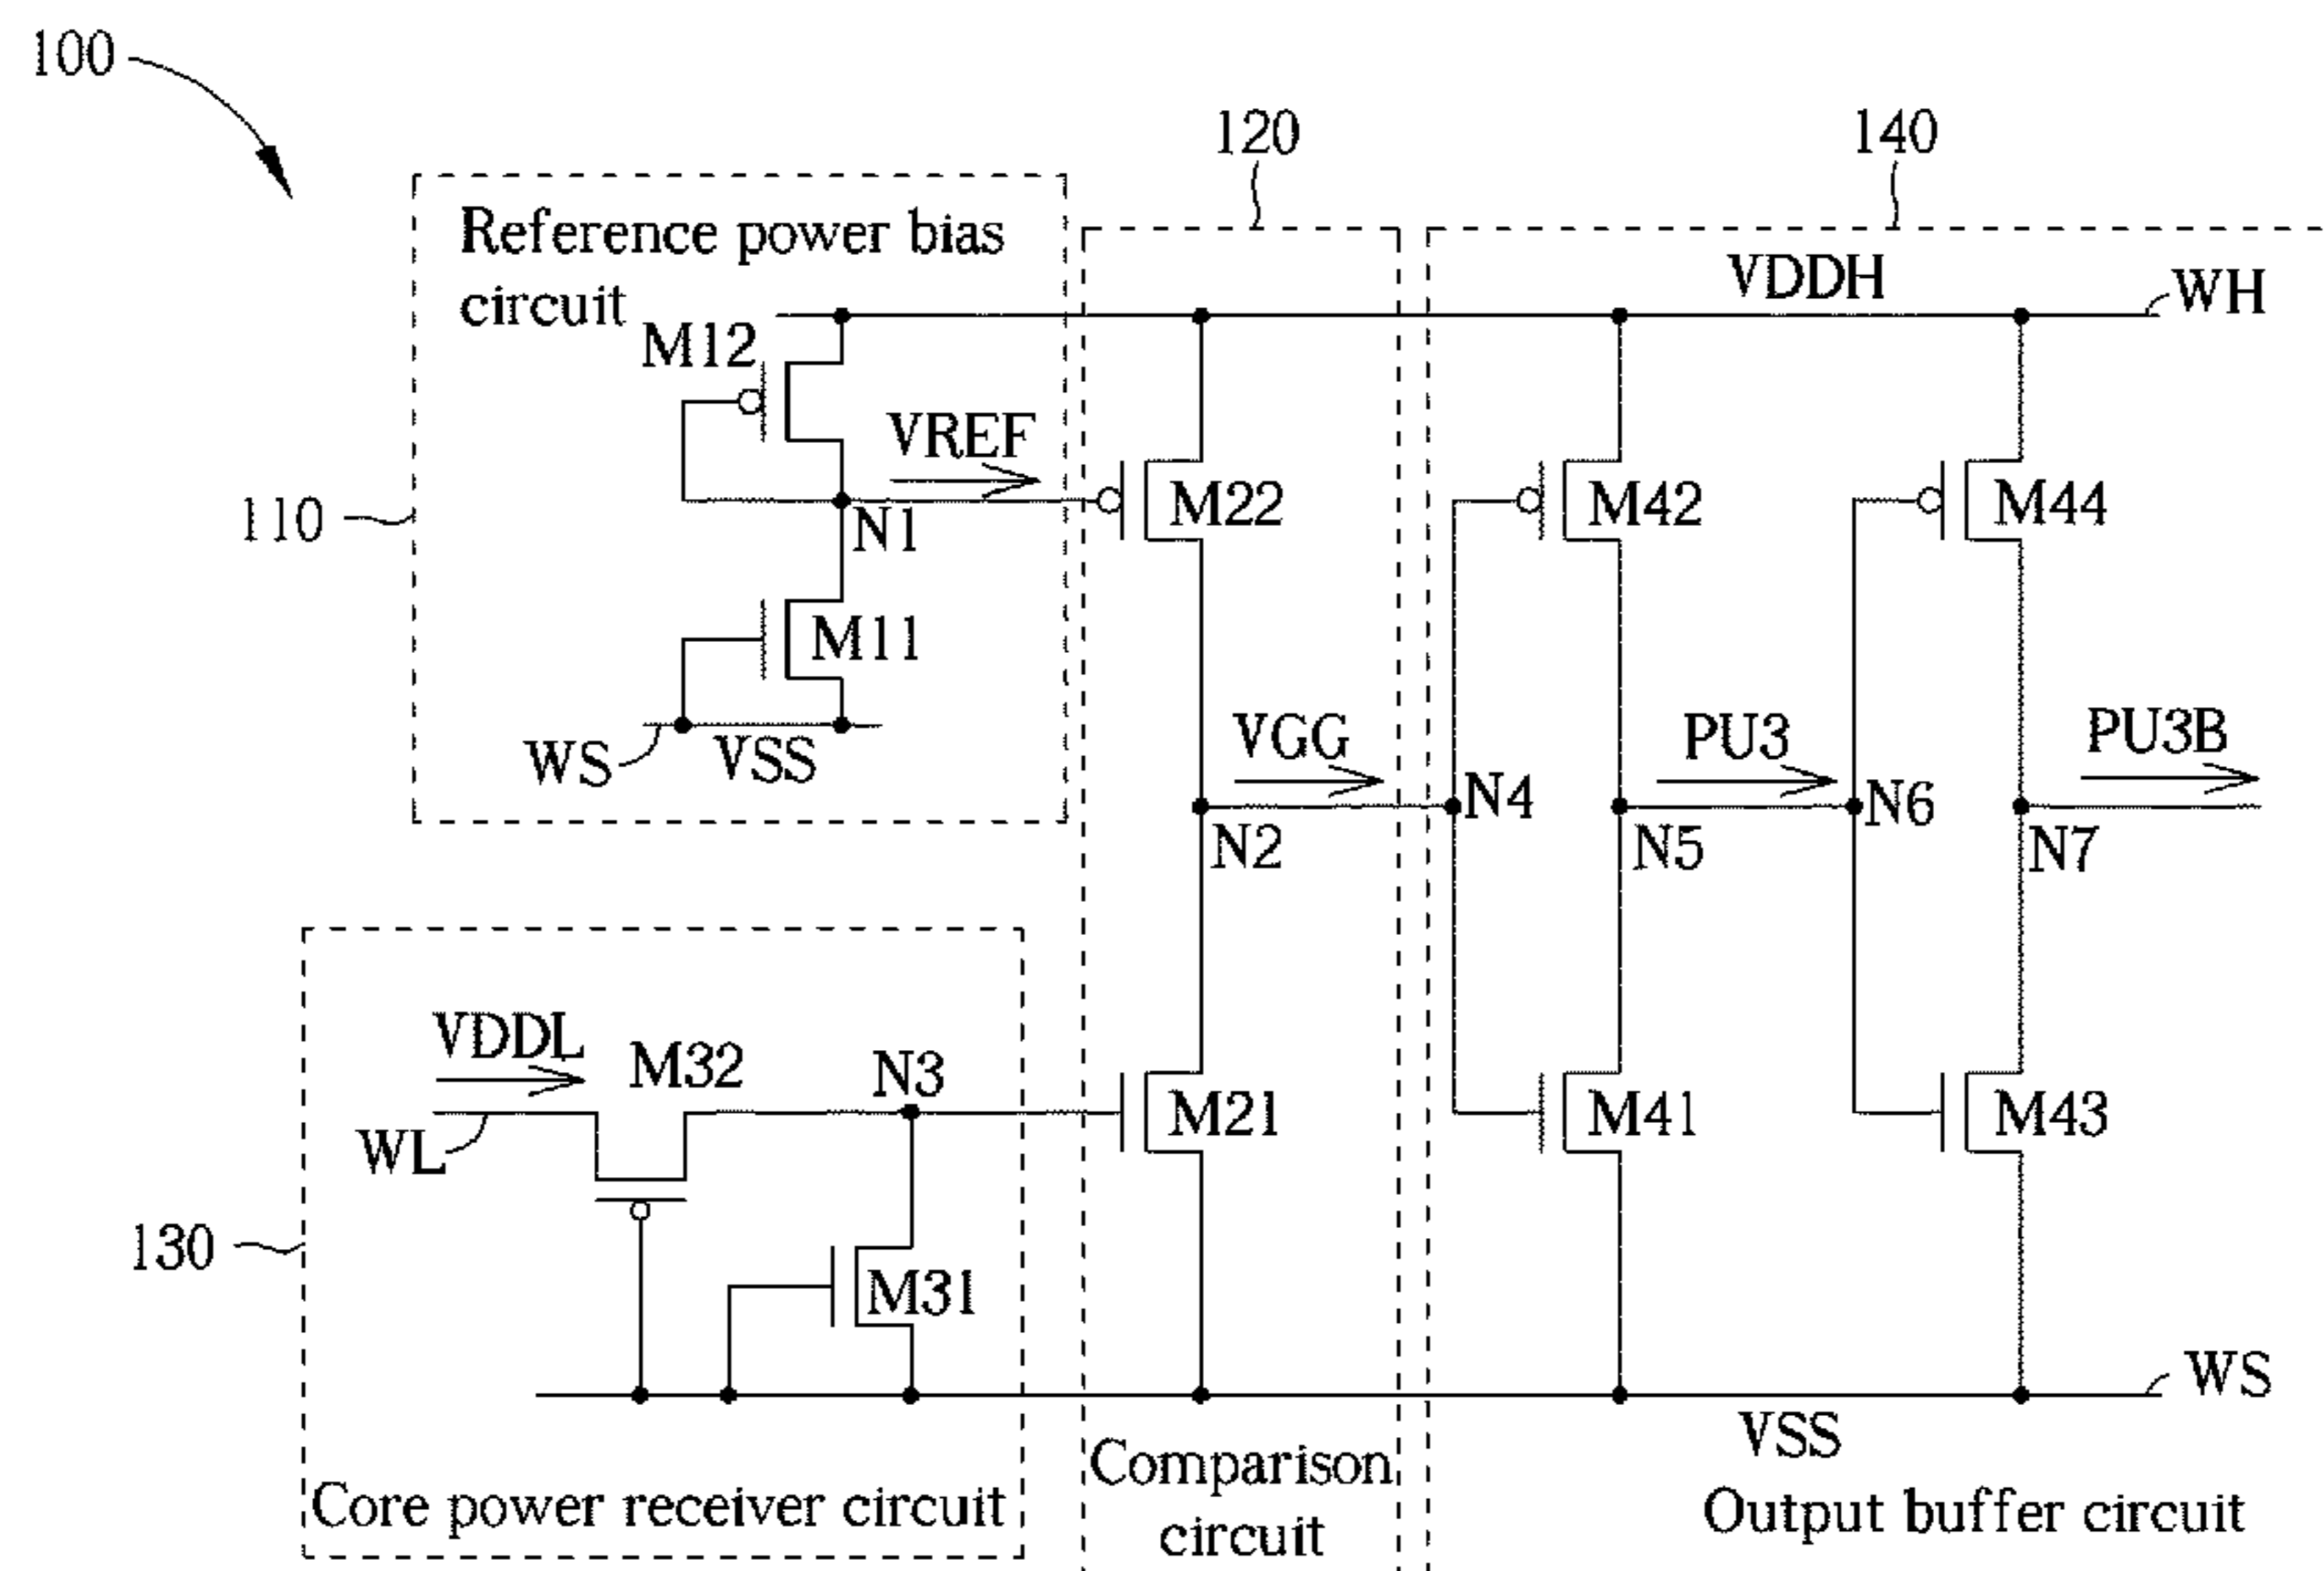 100
120
140
Reference power bias
circuit
VDDH
WH
M12
VREF
110
N1
M22
M42
M44
M11
WS
VSS
VGG
PU3
PU3B
N2
N4
N5
N6
N7
VDDL
M32
N3
WL
M21
M41
M43
130
M31
WS
VSS
Core power receiver circuit
Comparison
circuit
Output buffer circuit